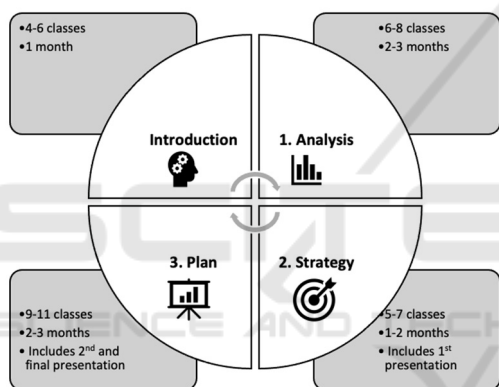 •4-6 classes
•1 month
•6-8 classes
•2-3 months
Introduction
1. Analysis
3. Plan
2. Strategy
•9-11 classes
•2-3 months
• Includes 2nd and
final presentation
•5-7 classes
•1-2 months
• Includes 1st
presentation